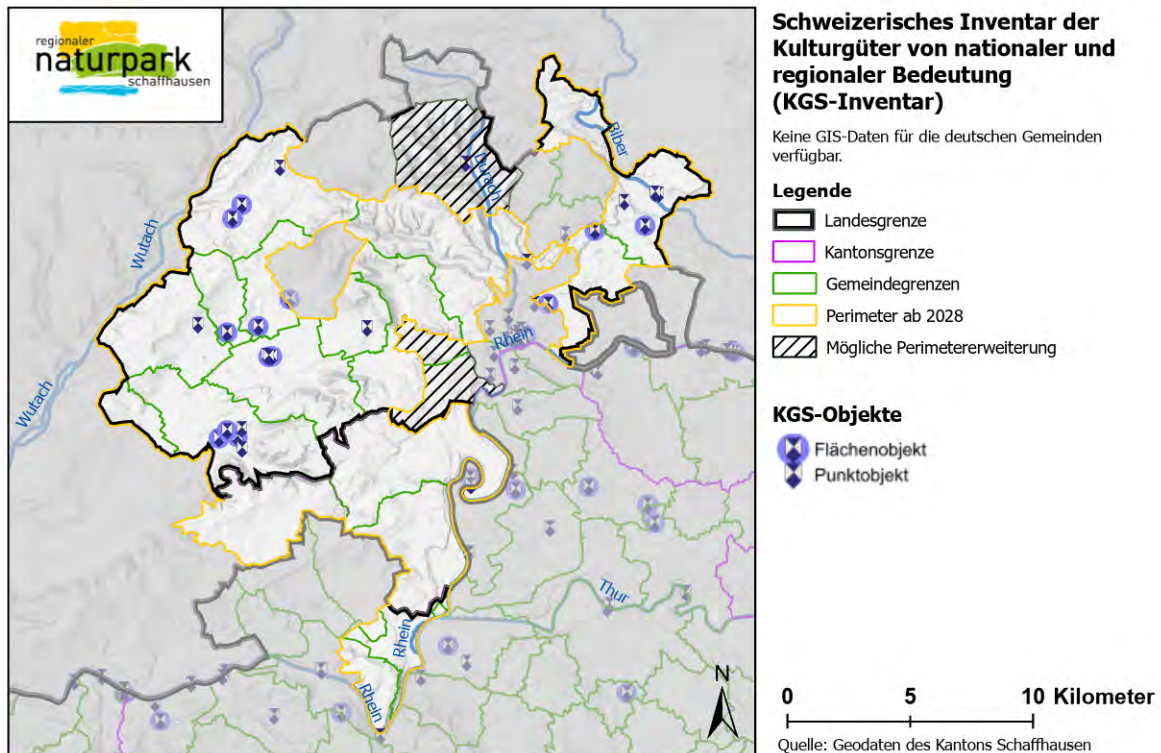 regionaler
naturpark
schaffhausen
Schweizerisches Inventar der
Kulturgüter von nationaler und
regionaler Bedeutung
(KGS-Inventar)
Keine GIS-Daten für die deutschen Gemeinden
verfügbar.
Legende
Landesgrenze
Kantonsgrenze
Gemeindegrenzen
Perimeter ab 2028
Mögliche Perimetererweiterung
KGS-Objekte
Flächenobjekt
Punktobjekt
Biber
Durach
Wutach
Rhein
Wutach
Thur
Rhein
Rhein
N
0 5 10 Kilometer
Quelle: Geodaten des Kantons Schaffhausen